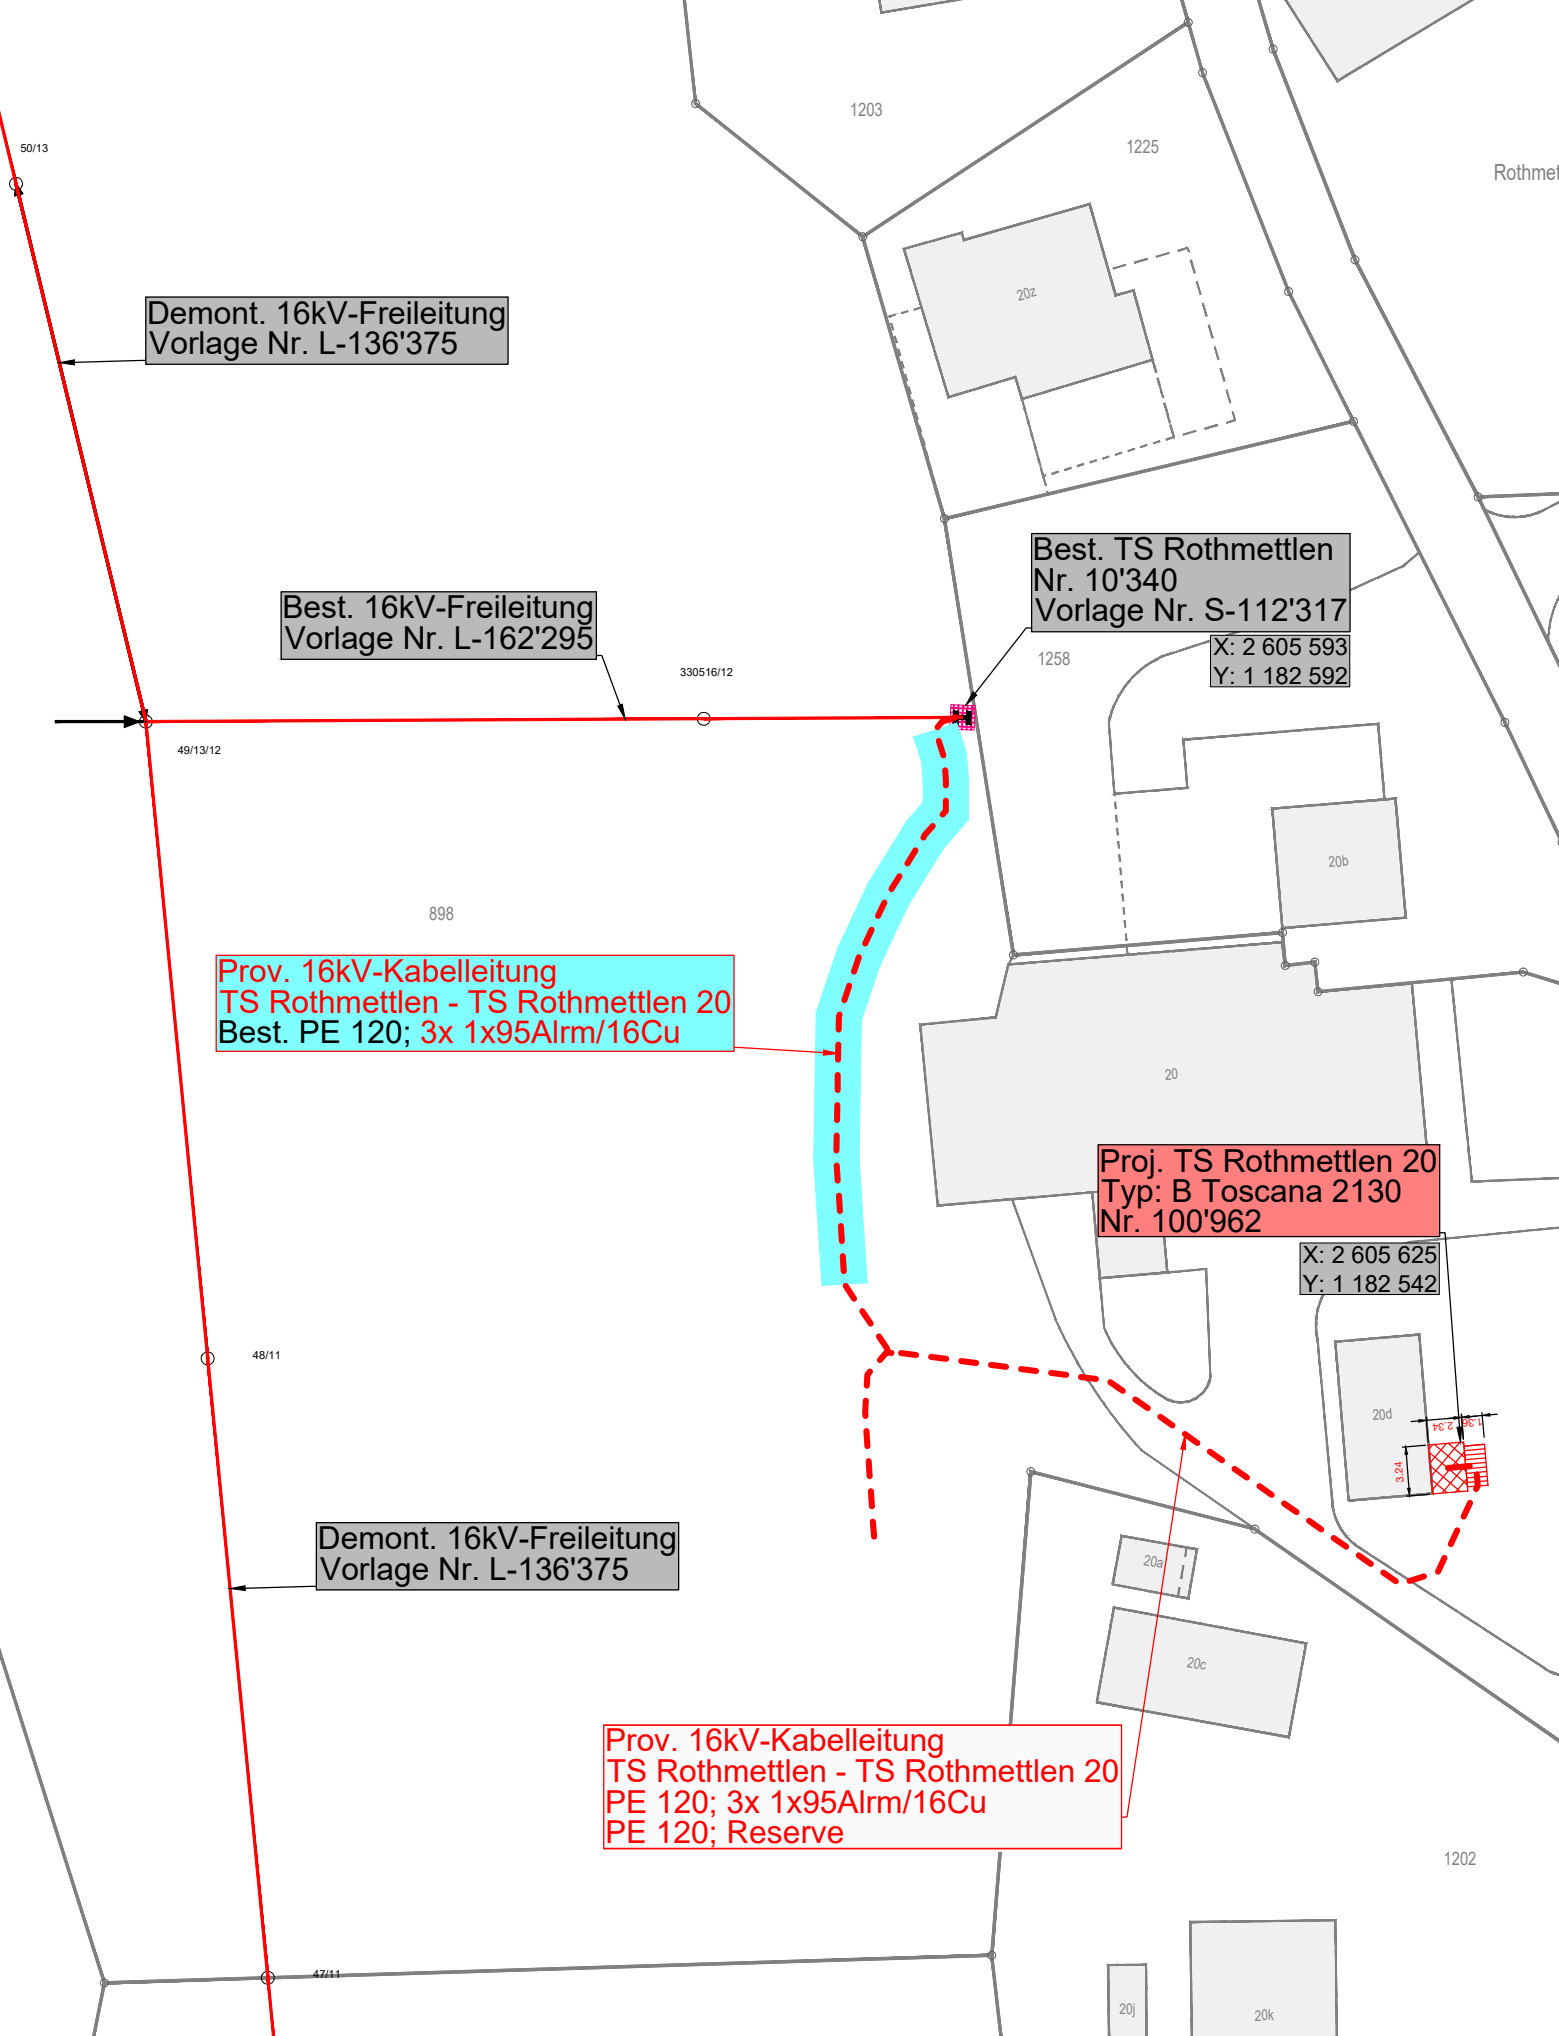 1203
1225
50/13
Rothmet
20z
Demont. 16kV-Freileitung
Vorlage Nr. L-136'375
Best. TS Rothmettlen
Nr. 10'340
Vorlage Nr. S-112'317
X: 2 605 593
Y: 1 182 592
Best. 16kV-Freileitung
Vorlage Nr. L-162'295
1258
330516/12
49/13/12
20b
898
Prov. 16kV-Kabelleitung
TS Rothmettlen - TS Rothmettlen 20
Best. PE 120; 3x 1x95Alrm/16Cu
20
Proj. TS Rothmettlen 20
Typ: B Toscana 2130
Nr. 100'962
X: 2 605 625
Y: 1 182 542
48/11
20d
2.34
1.36
3.24
Demont. 16kV-Freileitung
Vorlage Nr. L-136'375
20a
20c
Prov. 16kV-Kabelleitung
TS Rothmettlen - TS Rothmettlen 20
PE 120; 3x 1x95Alrm/16Cu
PE 120; Reserve
1202
47/11
20j
20k